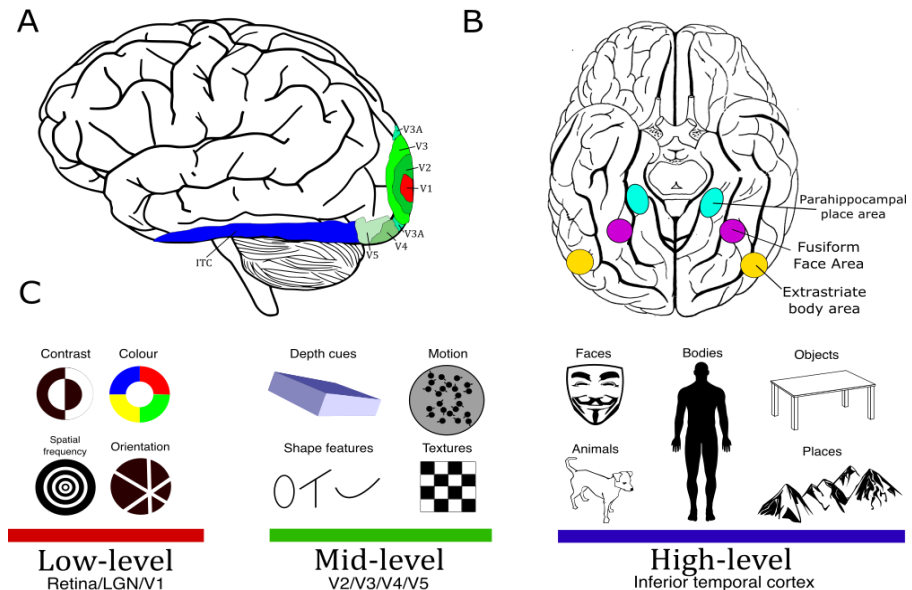 A
V3A
V3
V2
V1
V3A
V4
V5
ITC
B
Parahippocampal
place area
Fusiform
Face Area
Extrastriate
body area
C
Contrast
Colour
Spatial
frequency
Orientation
Low-level
Retina/LGN/V1
Depth cues
Motion
Shape features
Textures
Mid-level
V2/V3/V4/V5
Faces
Bodies
Objects
Animals
Places
High-level
Inferior temporal cortex